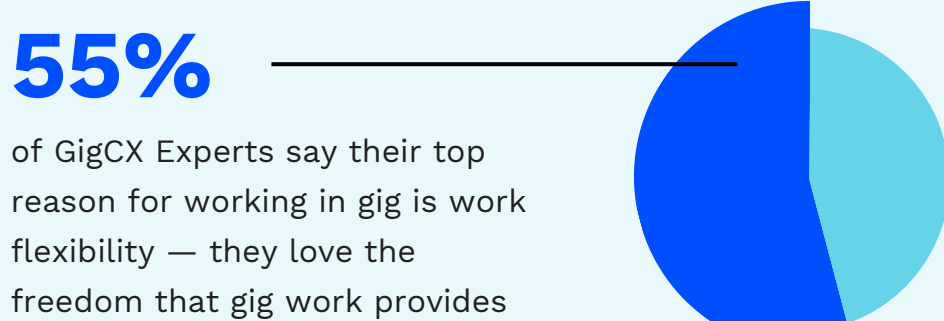 55%
of GigCX Experts say their top
reason for working in gig is work
flexibility — they love the
freedom that gig work provides